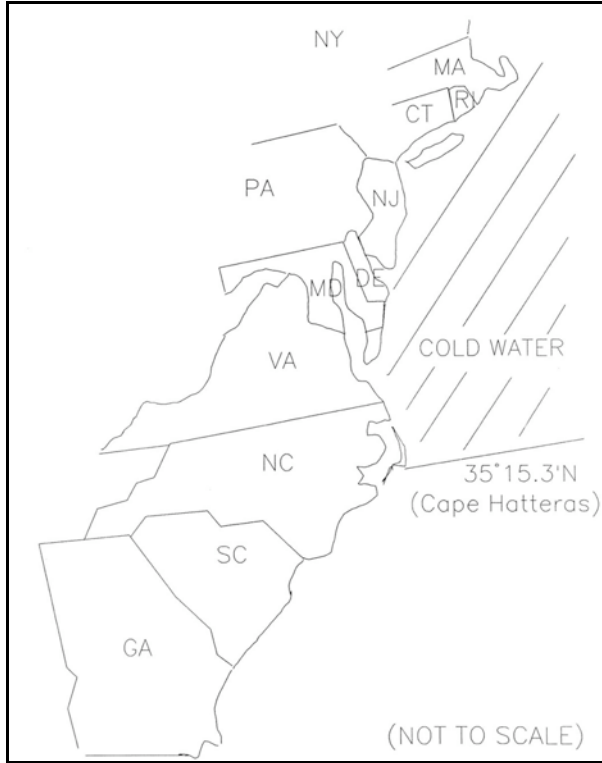 NY
MA
CT
RI
PA
NJ
MD
DE
VA
COLD WATER
NC
35°15.3'N
(Cape Hatteras)
SC
GA
(NOT TO SCALE)